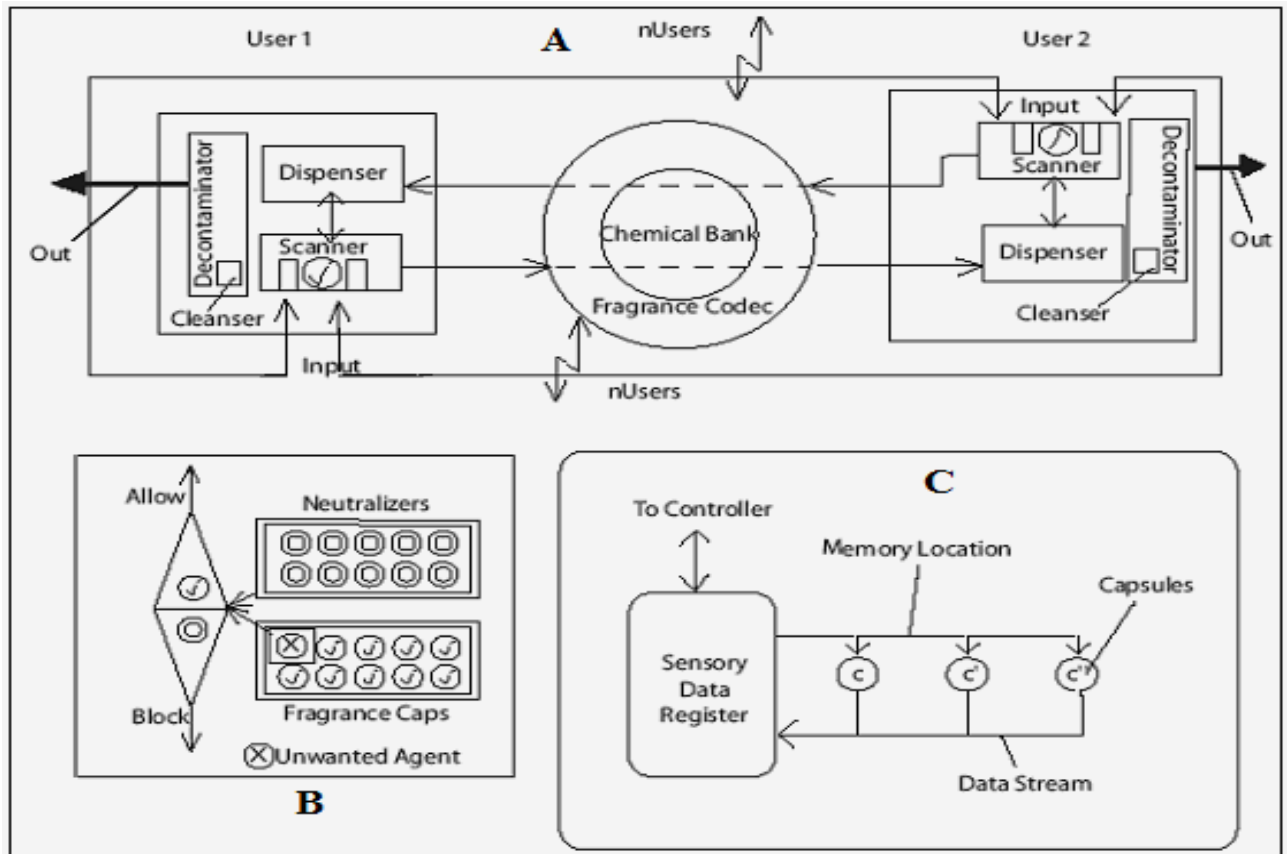 User 1
A
nUsers
User 2
Input
Scanner
Decontaminator
Dispenser
Out
Cleanser
Decontaminator
Dispenser
Scanner
Out
Cleanser
Input
Chemical Bank
Fragrance Codec
nUsers
Allow
Neutralizers
Block
Fragrance Caps
Unwanted Agent
B
C
To Controller
Memory Location
Capsules
Sensory
Data
Register
c
c'
c''
Data Stream